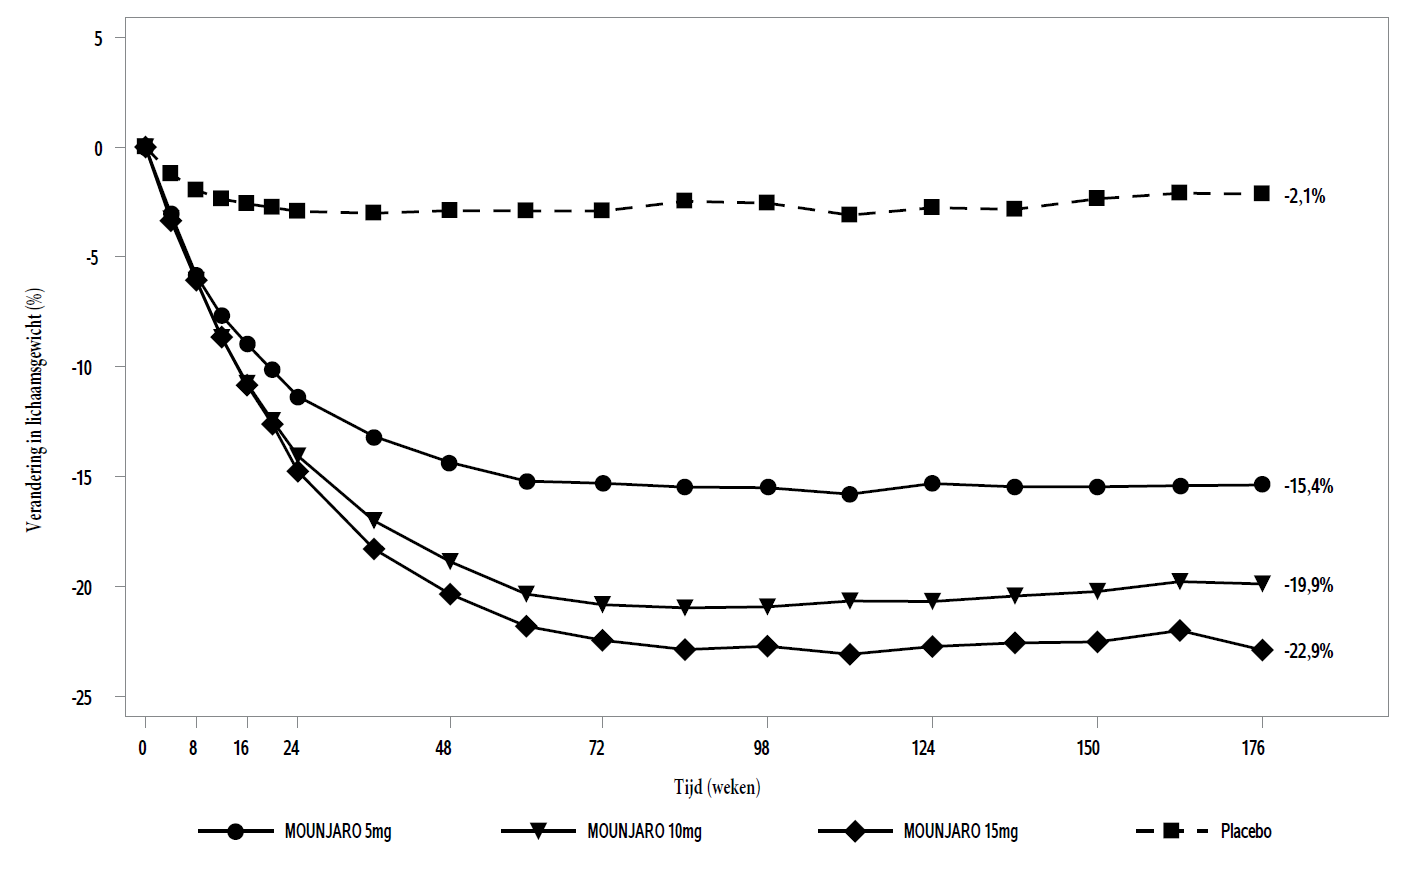 5
0
-5
-10
-15
-20
-25
Verandering in lichaamsgewicht (%)
-2,1%
-15,4%
-19,9%
-22,9%
0 8 16 24 48 72 98 124 150 176
Tijd (weken)
MOUNJARO 5mg MOUNJARO 10mg MOUNJARO 15mg Placebo